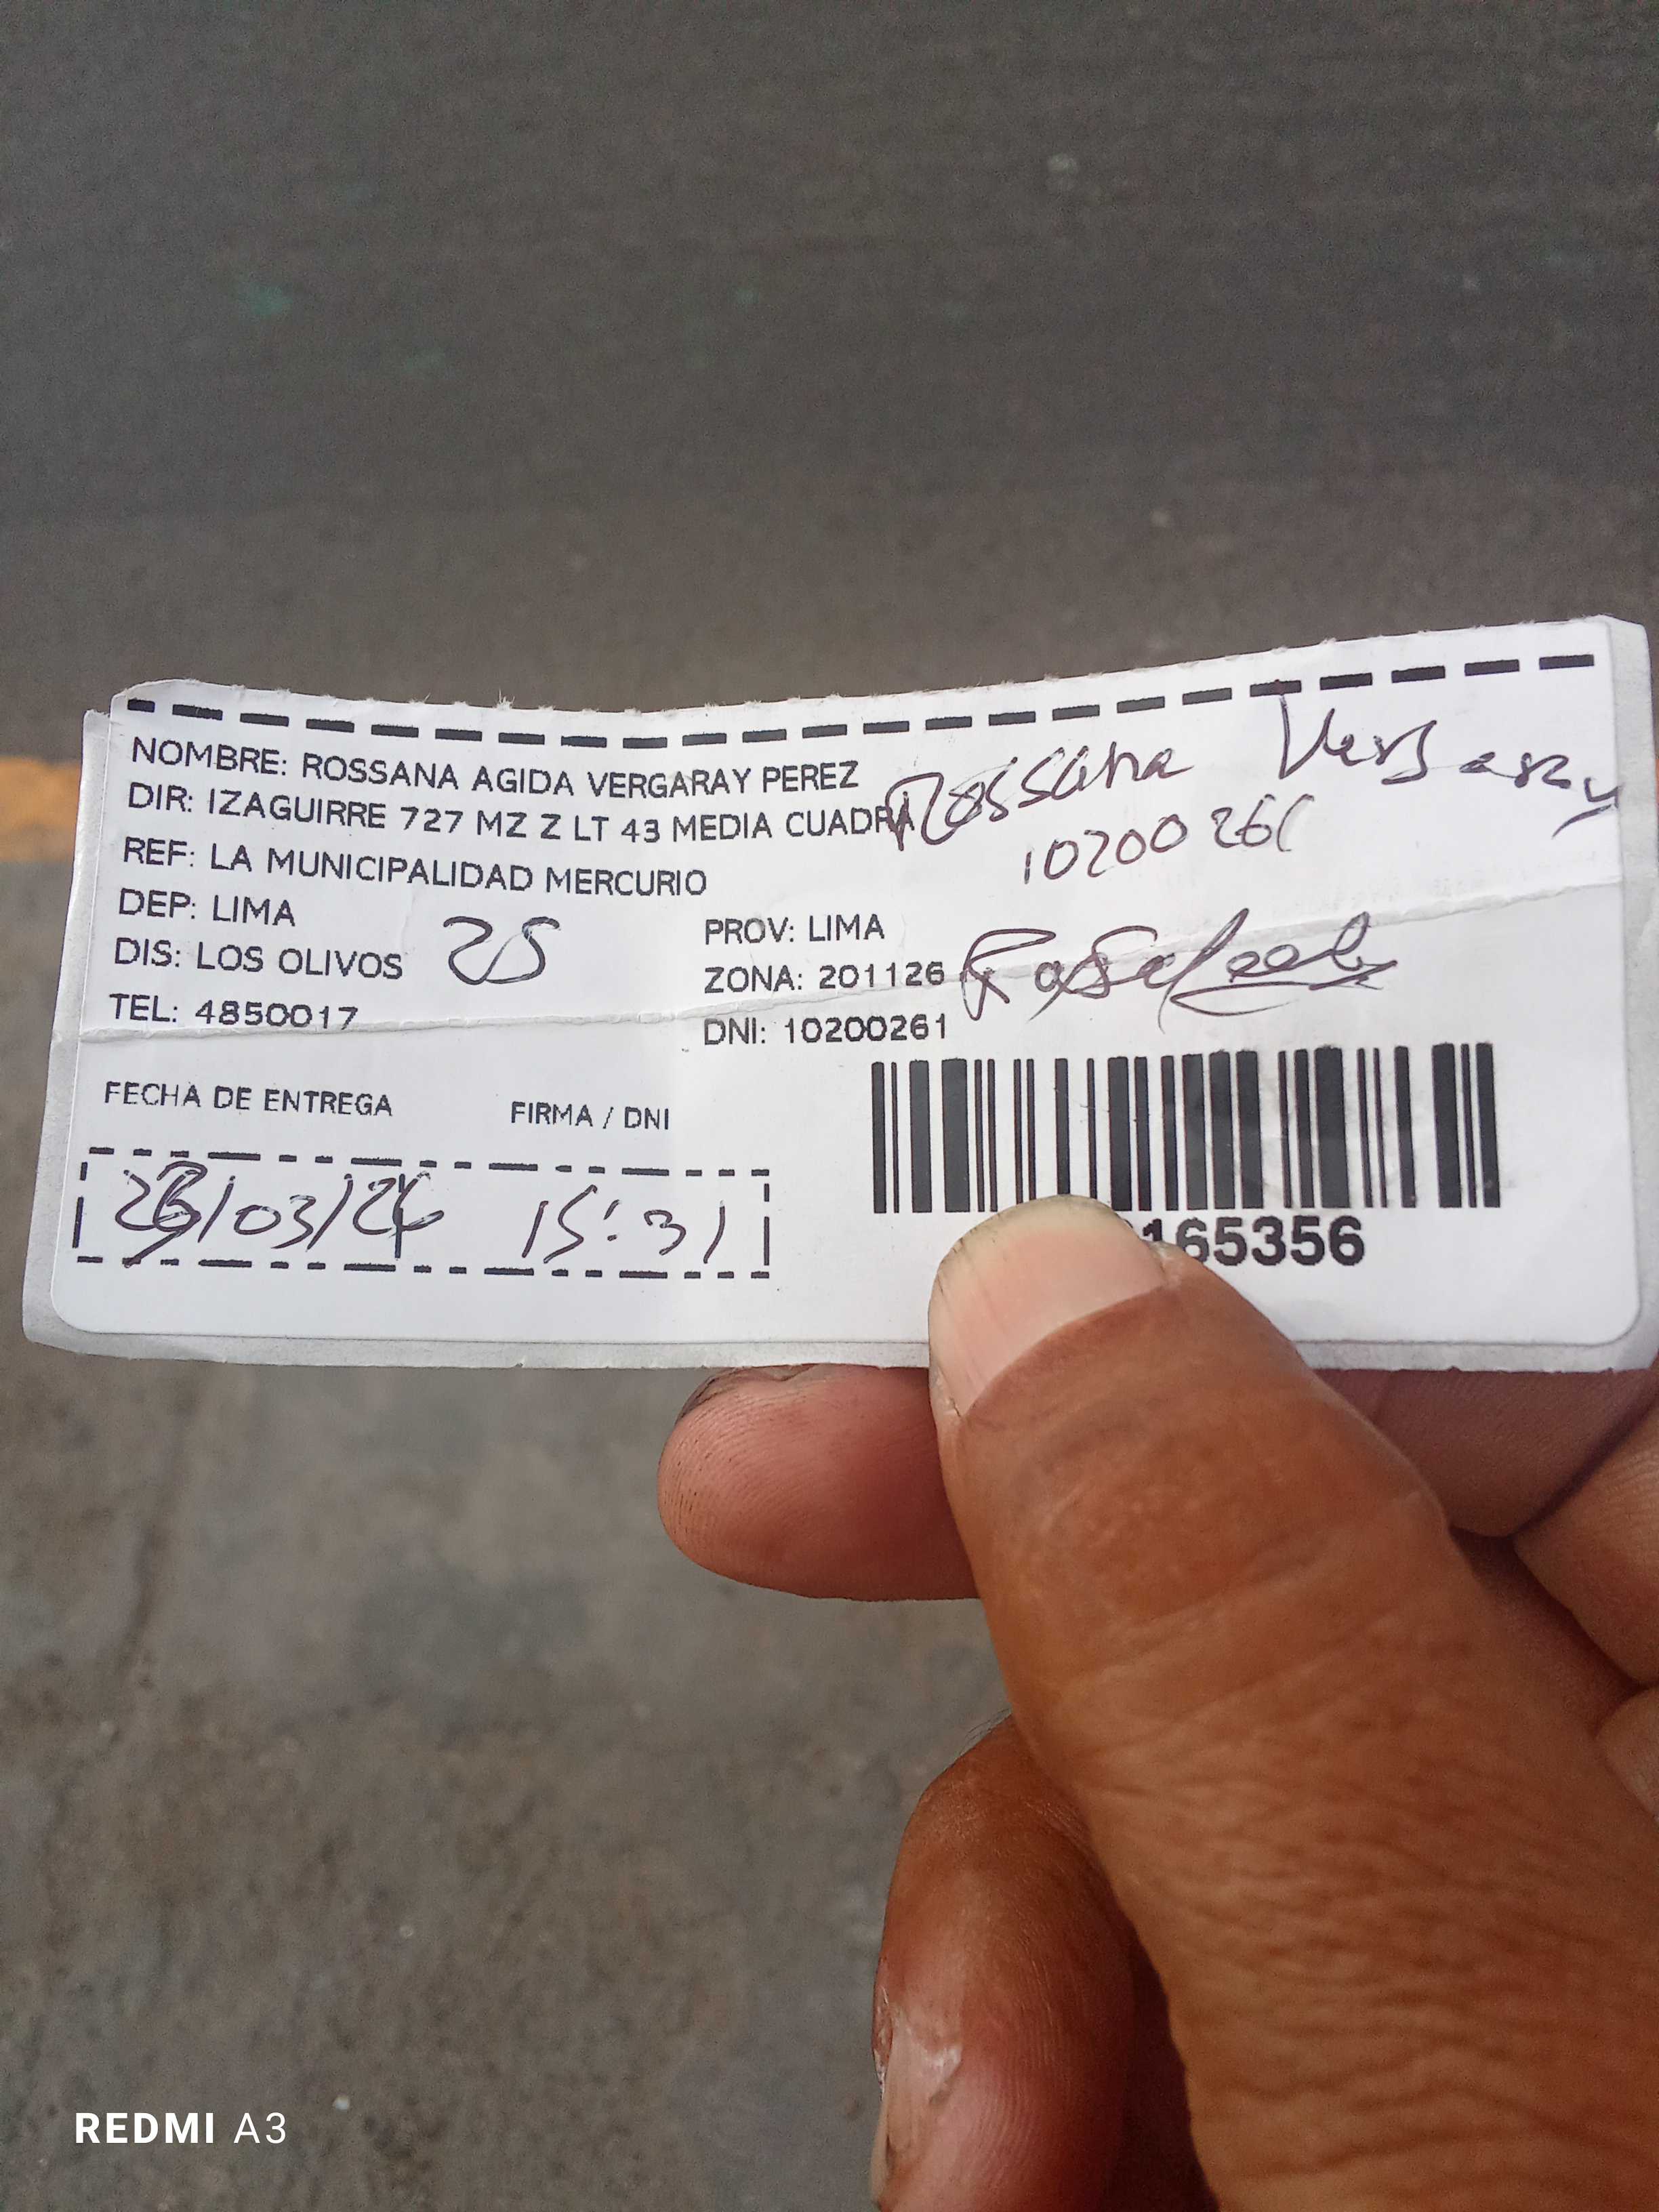 NOMBRE: ROSSANA AGIDA VERGARAY PEREZ
DIR: IZAGUIRRE 727 MZ Z LT 43 MEDIA CUADRA
Rossana Vergaray
10200261
REF: LA MUNICIPALIDAD MERCURIO
DEP: LIMA
PROV: LIMA
DIS: LOS OLIVOS
25
ZONA: 201126
TEL: 4850017
DNI: 10200261
FECHA DE ENTREGA
FIRMA / DNI
/03/26 15:31
165356
REDMI A3